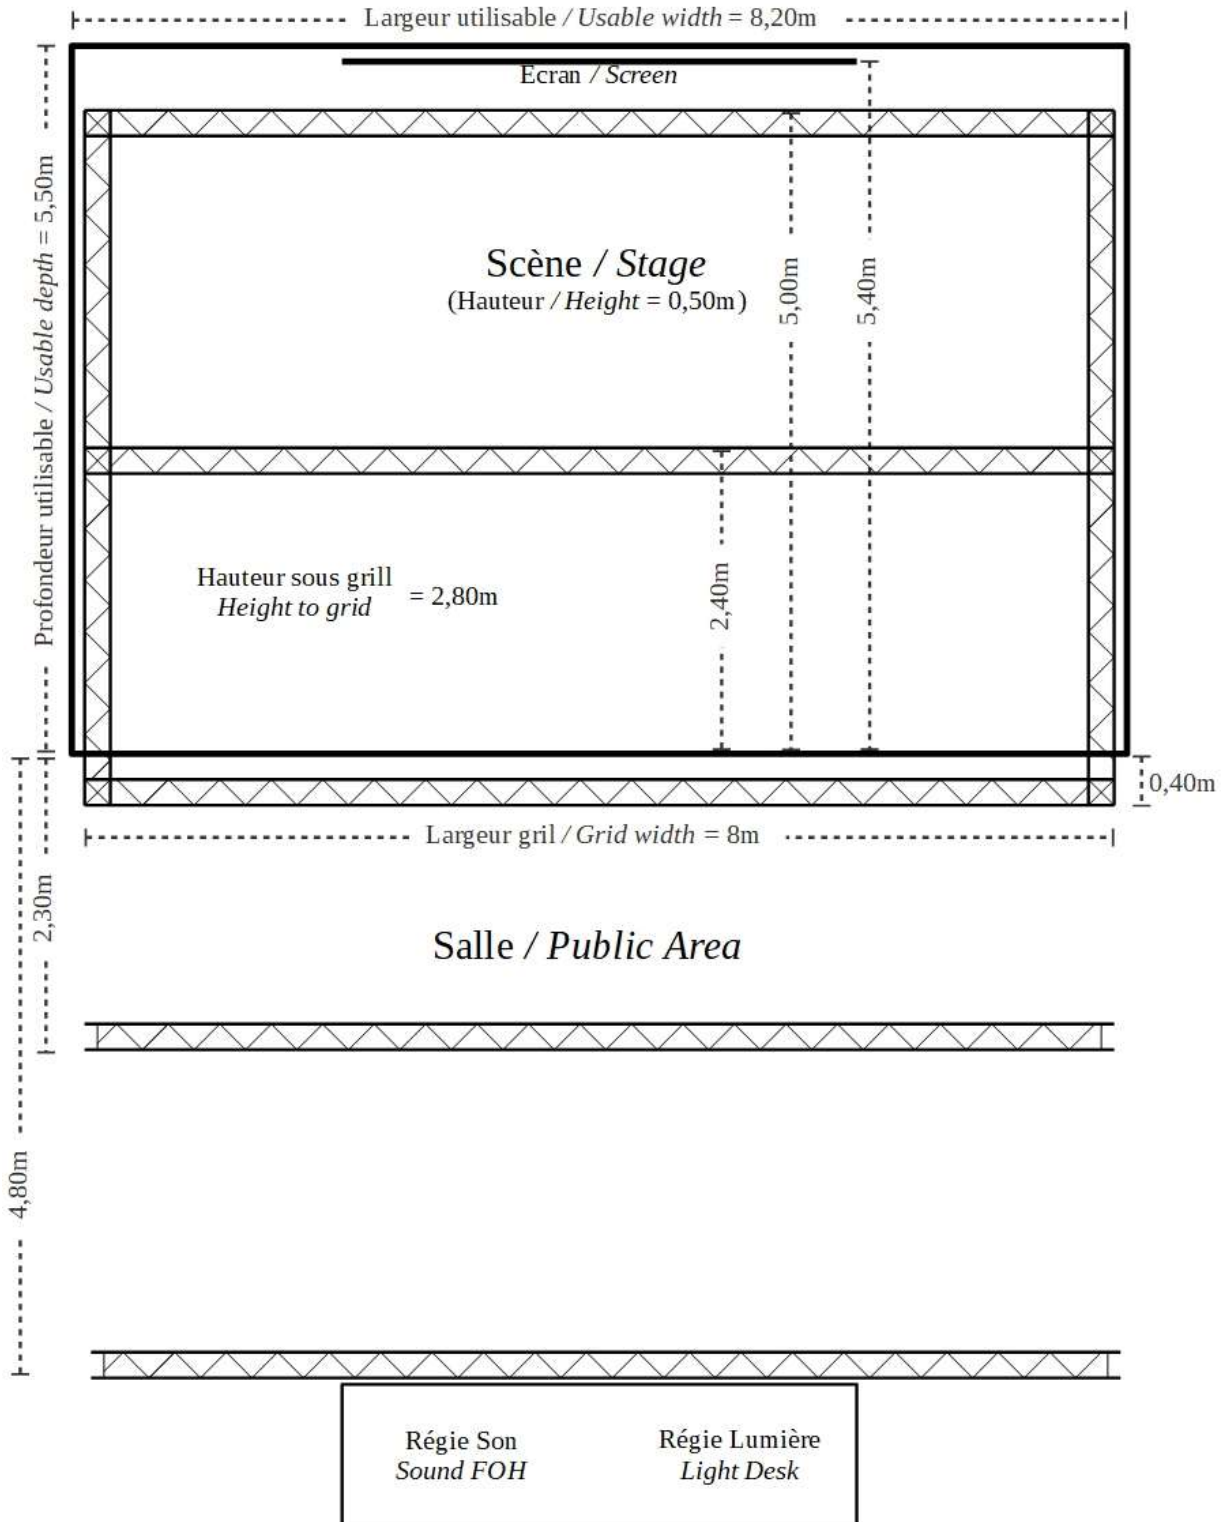 Largeur utilisable / Usable width = 8,20m
Ecran / Screen
Profondeur utilisable / Usable depth = 5,50m
Scène / Stage
(Hauteur / Height = 0,50m)
5,00m
5,40m
Hauteur sous grill
Height to grid
= 2,80m
2,40m
0,40m
Largeur gril / Grid width = 8m
2,30m
Salle / Public Area
4,80m
Régie Son
Sound FOH
Régie Lumière
Light Desk